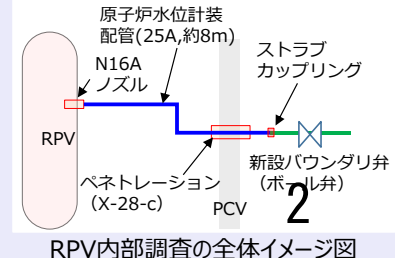 原子炉水位計装
配管(25A,約8m)
ストラブ
カップリング
N16A
ノズル
RPV
新設バウンダリ弁
（ボール弁）
ペネトレーション
（X-28-c）
PCV
2
RPV内部調査の全体イメージ図